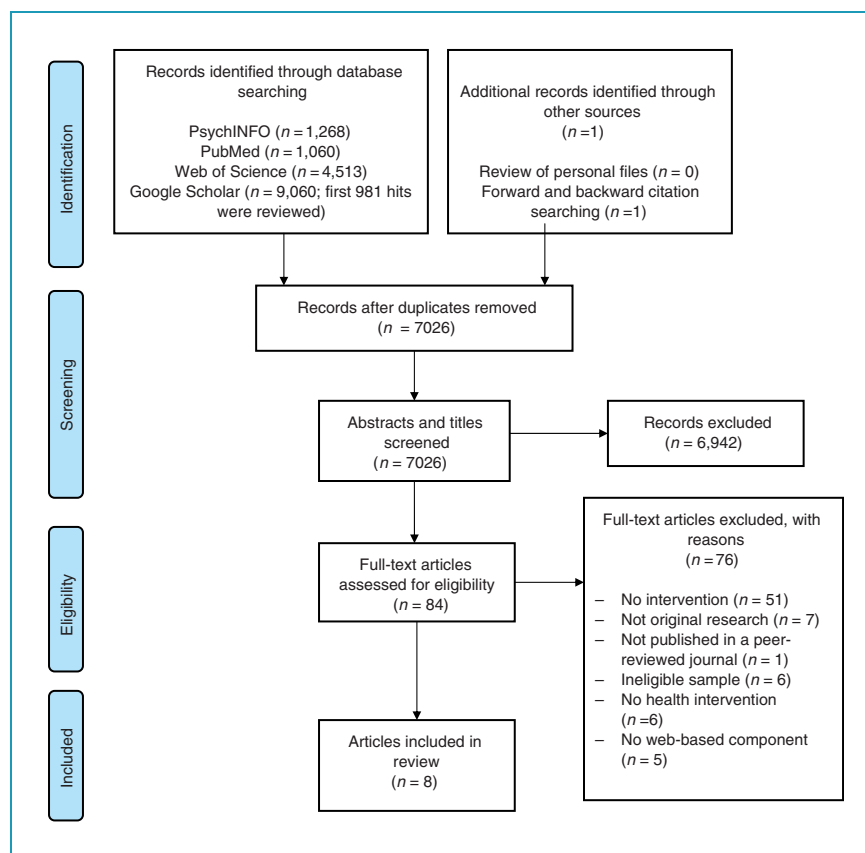 Identification
Records identified through database
searching
PsychINFO (n = 1,268)
PubMed (n = 1,060)
Web of Science (n = 4,513)
Google Scholar (n = 9,060; first 981 hits
were reviewed)
Additional records identified through
other sources
(n =1)
Review of personal files (n = 0)
Forward and backward citation
searching (n =1)
Screening
Records after duplicates removed
(n = 7026)
Abstracts and titles
screened
(n = 7026)
Records excluded
(n = 6,942)
Eligibility
Full-text articles
assessed for eligibility
(n = 84)
Full-text articles excluded, with
reasons
(n = 76)
– No intervention (n = 51)
– Not original research (n = 7)
– Not published in a peer-
reviewed journal (n = 1)
– Ineligible sample (n = 6)
– No health intervention
(n =6)
– No web-based component
(n = 5)
Included
Articles included in
review
(n = 8)